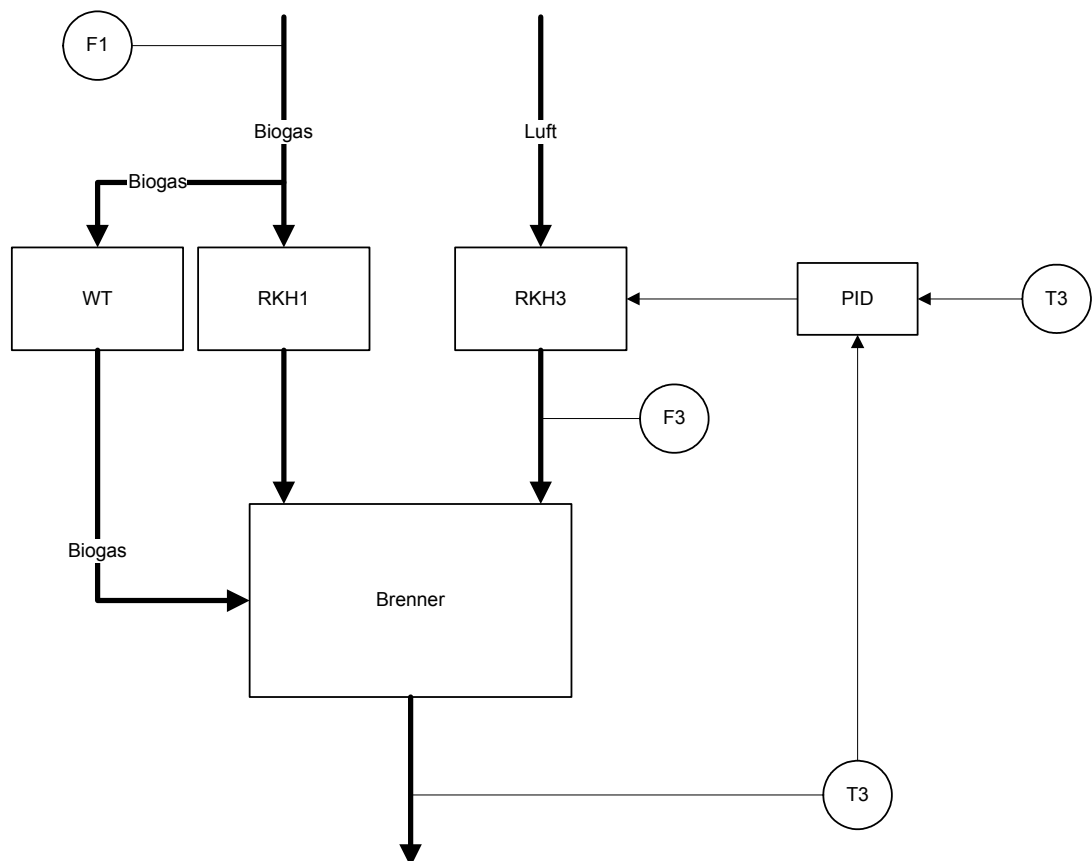 F1
Biogas
Luft
Biogas
WT
RKH1
RKH3
PID
T3
F3
Biogas
Brenner
T3